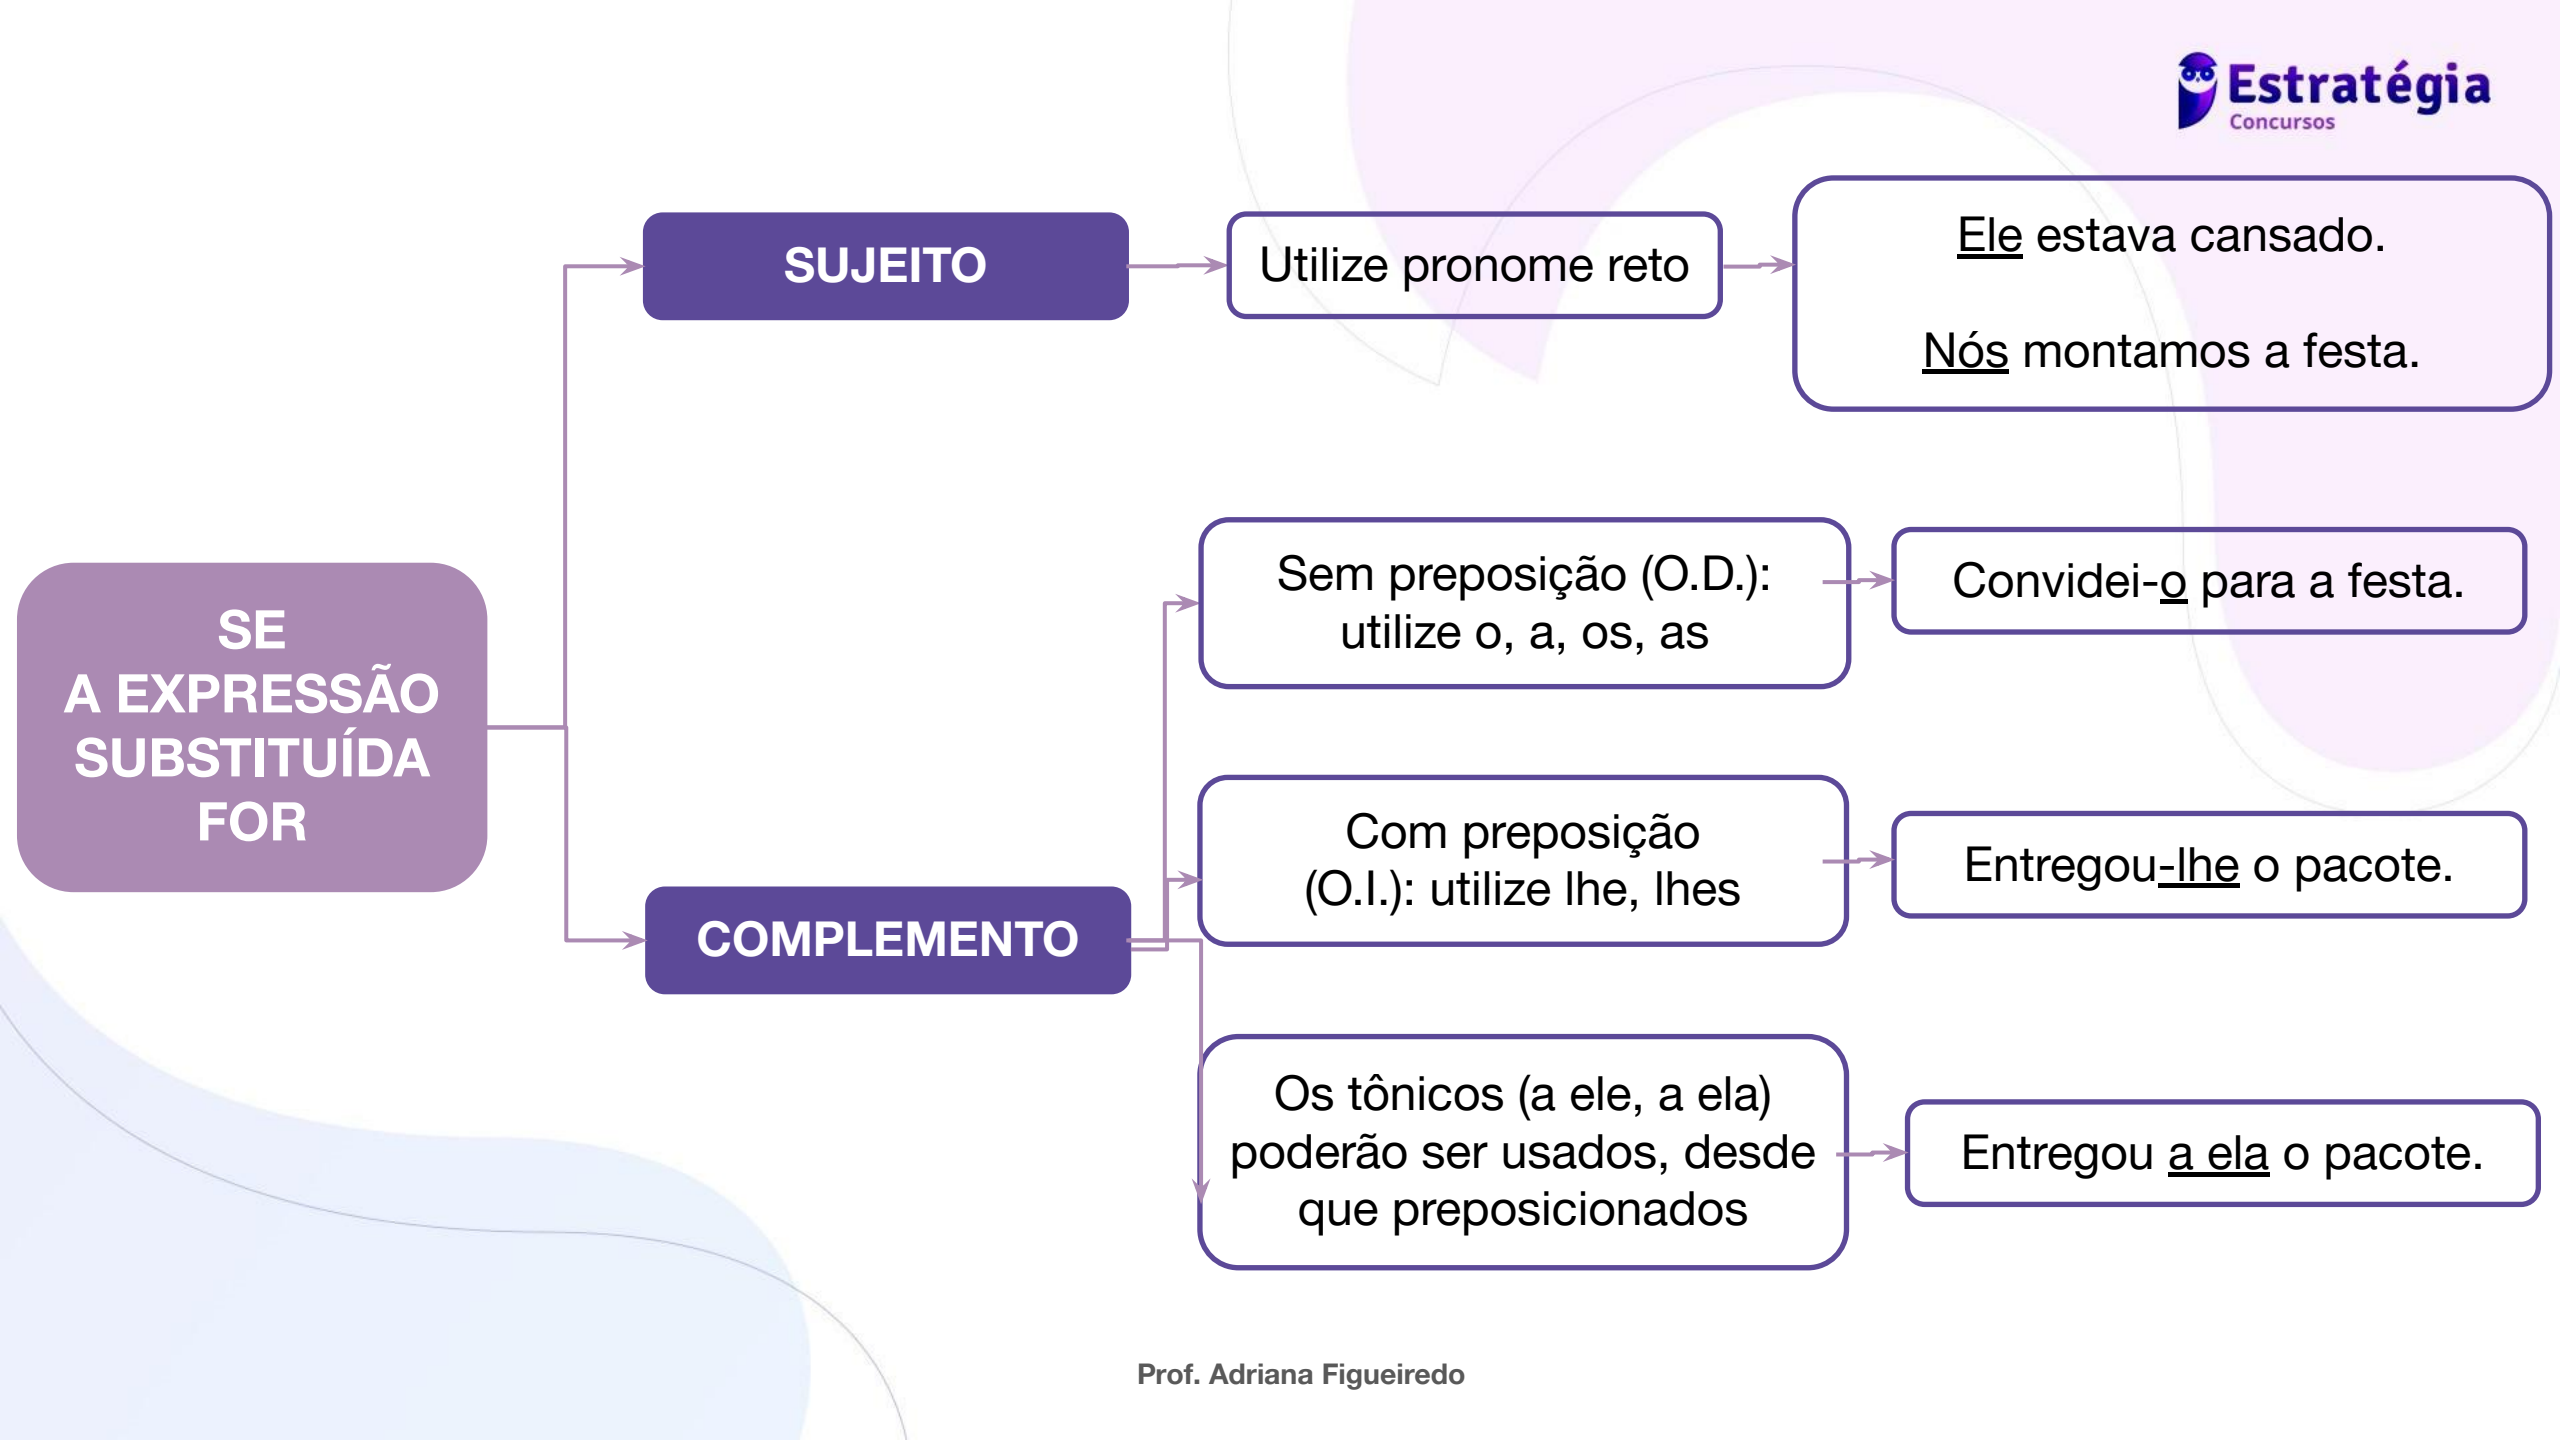 Estratégia
Concursos
SUJEITO
Utilize pronome reto
Ele estava cansado.
Nós montamos a festa.
SE
A EXPRESSÃO
SUBSTITUÍDA
FOR
COMPLEMENTO
Sem preposição (O.D.):
utilize o, a, os, as
Convidei-o para a festa.
Com preposição
(O.I.): utilize lhe, lhes
Entregou-lhe o pacote.
Os tônicos (a ele, a ela)
poderão ser usados, desde
que preposicionados
Entregou a ela o pacote.
Prof. Adriana Figueiredo